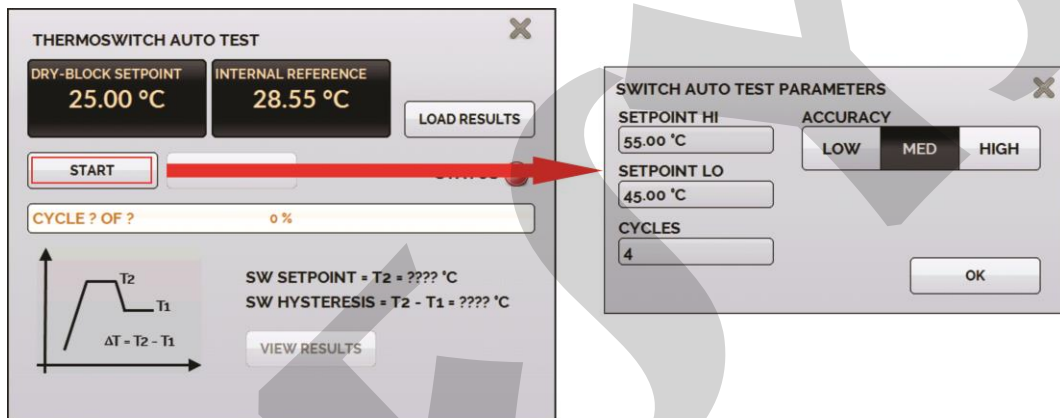 THERMOSWITCH AUTO TEST
DRY-BLOCK SETPOINT
25.00 °C
INTERNAL REFERENCE
28.55 °C
LOAD RESULTS
START
CYCLE ? OF ?
0 %
T2
T1
ΔT = T2 - T1
SW SETPOINT = T2 = ???? °C
SW HYSTERESIS = T2 - T1 = ???? °C
VIEW RESULTS
SWITCH AUTO TEST PARAMETERS
SETPOINT HI
55.00 °C
SETPOINT LO
45.00 °C
CYCLES
4
ACCURACY
LOW
MED
HIGH
OK